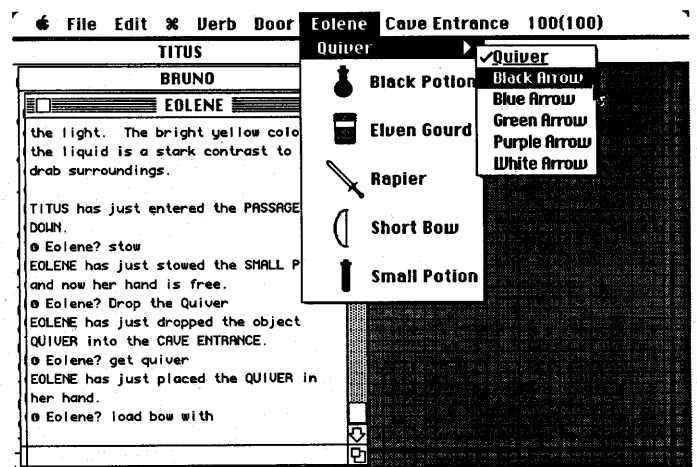 File Edit ⌘ Verb Door Eolene Cave Entrance 100(100)
TITUS
BRUNO
EOLENE
the light. The bright yellow colo
the liquid is a stark contrast to
drab surroundings.
TITUS has just entered the PASSAGE
DOWN.
Eolene? stow
EOLENE has just stowed the SMALL P
and now her hand is free.
Eolene? Drop the Quiver
EOLENE has just dropped the object
QUIVER into the CAVE ENTRANCE.
Eolene? get quiver
EOLENE has just placed the QUIVER in
her hand.
Eolene? load bow with
Quiver
Black Potion
Elven Gourd
Rapier
Short Bow
Small Potion
✓Quiver
Black Arrow
Blue Arrow
Green Arrow
Purple Arrow
White Arrow